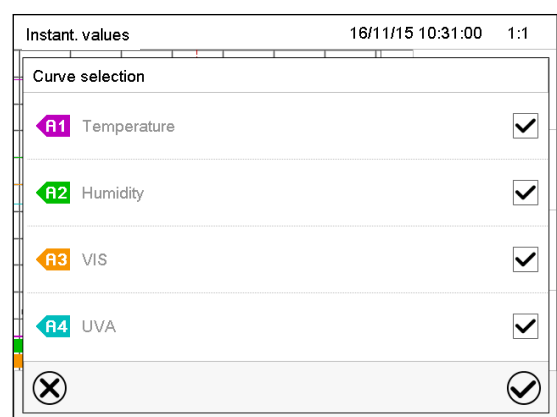 Instant. values 16/11/15 10:31:00 1:1
Curve selection
A1 Temperature
A2 Humidity
A3 VIS
A4 UVA